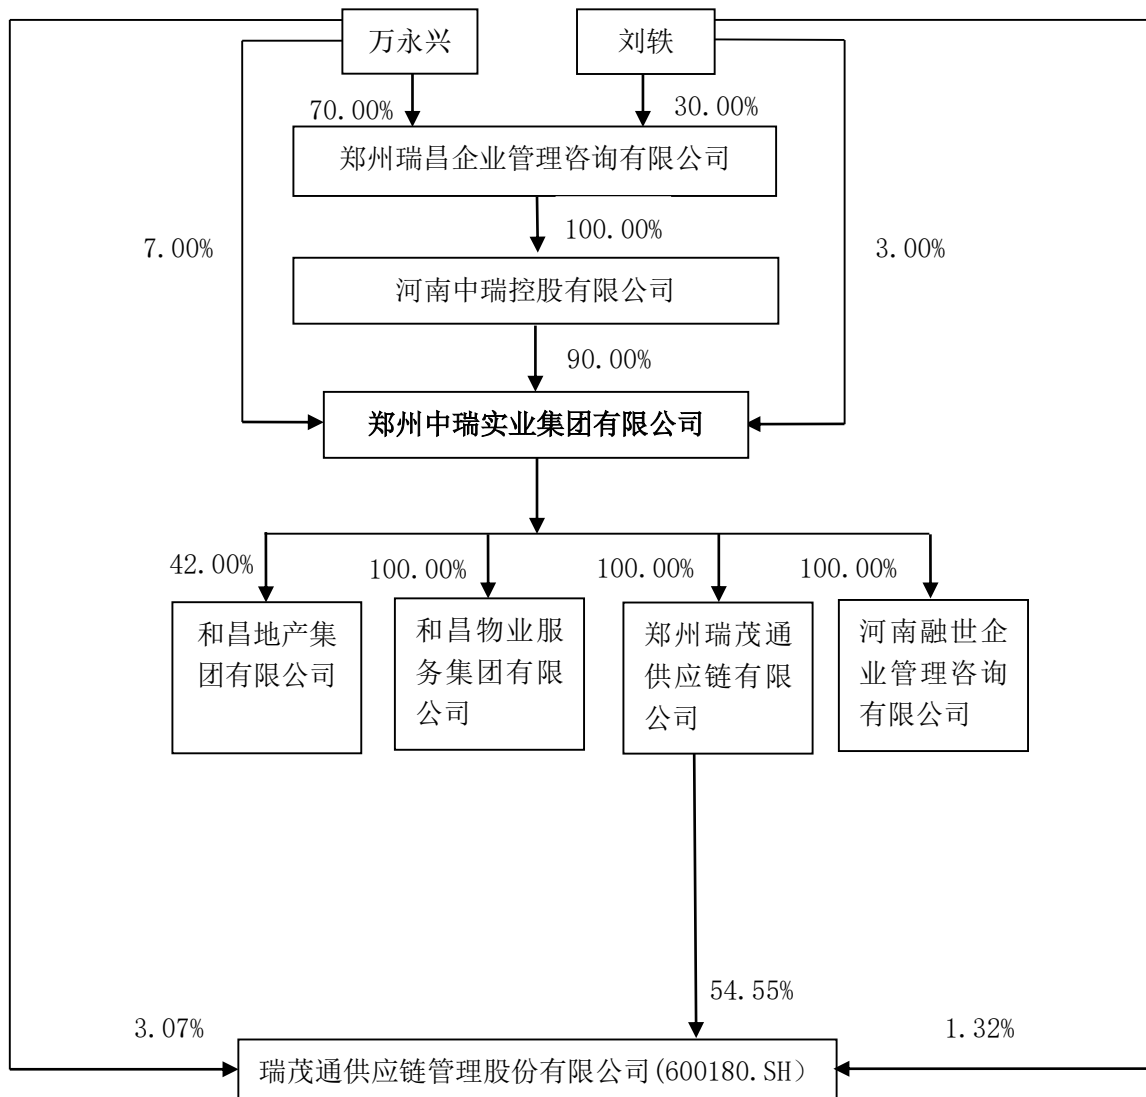 万永兴
刘轶
70.00%
30.00%
郑州瑞昌企业管理咨询有限公司
7.00%
100.00%
3.00%
河南中瑞控股有限公司
90.00%
郑州中瑞实业集团有限公司
42.00%
100.00%
100.00%
100.00%
和昌地产集
团有限公司
和昌物业服
务集团有限
公司
郑州瑞茂通
供应链有限
公司
河南融世企
业管理咨询
有限公司
54.55%
3.07%
1.32%
瑞茂通供应链管理股份有限公司(600180.SH）